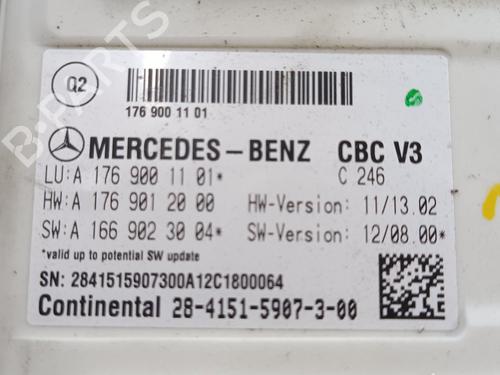 Q2
176 900 11 01
MERCEDES-BENZ CBC V3
LU:A 176 900 11 01* C 246
HW:A 176 901 20 00 HW-Version: 11/13.02
SW:A 166 902 30 04* SW-Version: 12/08.00*
*valid up to potential SW update
SN: 2841515907300A12C1800064
Continental 28-4151-5907-3-00
B-PARTS